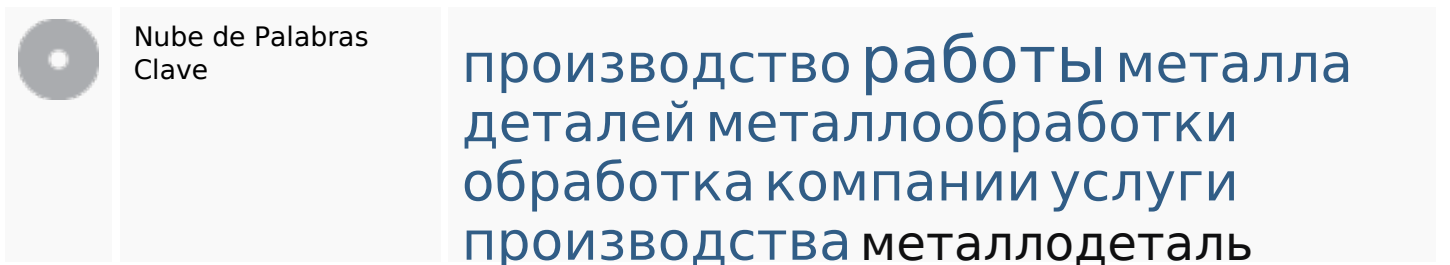 Nube de Palabras
Clave
производство работы металла
деталей металлообработки
обработка компании услуги
производства металлодеталь